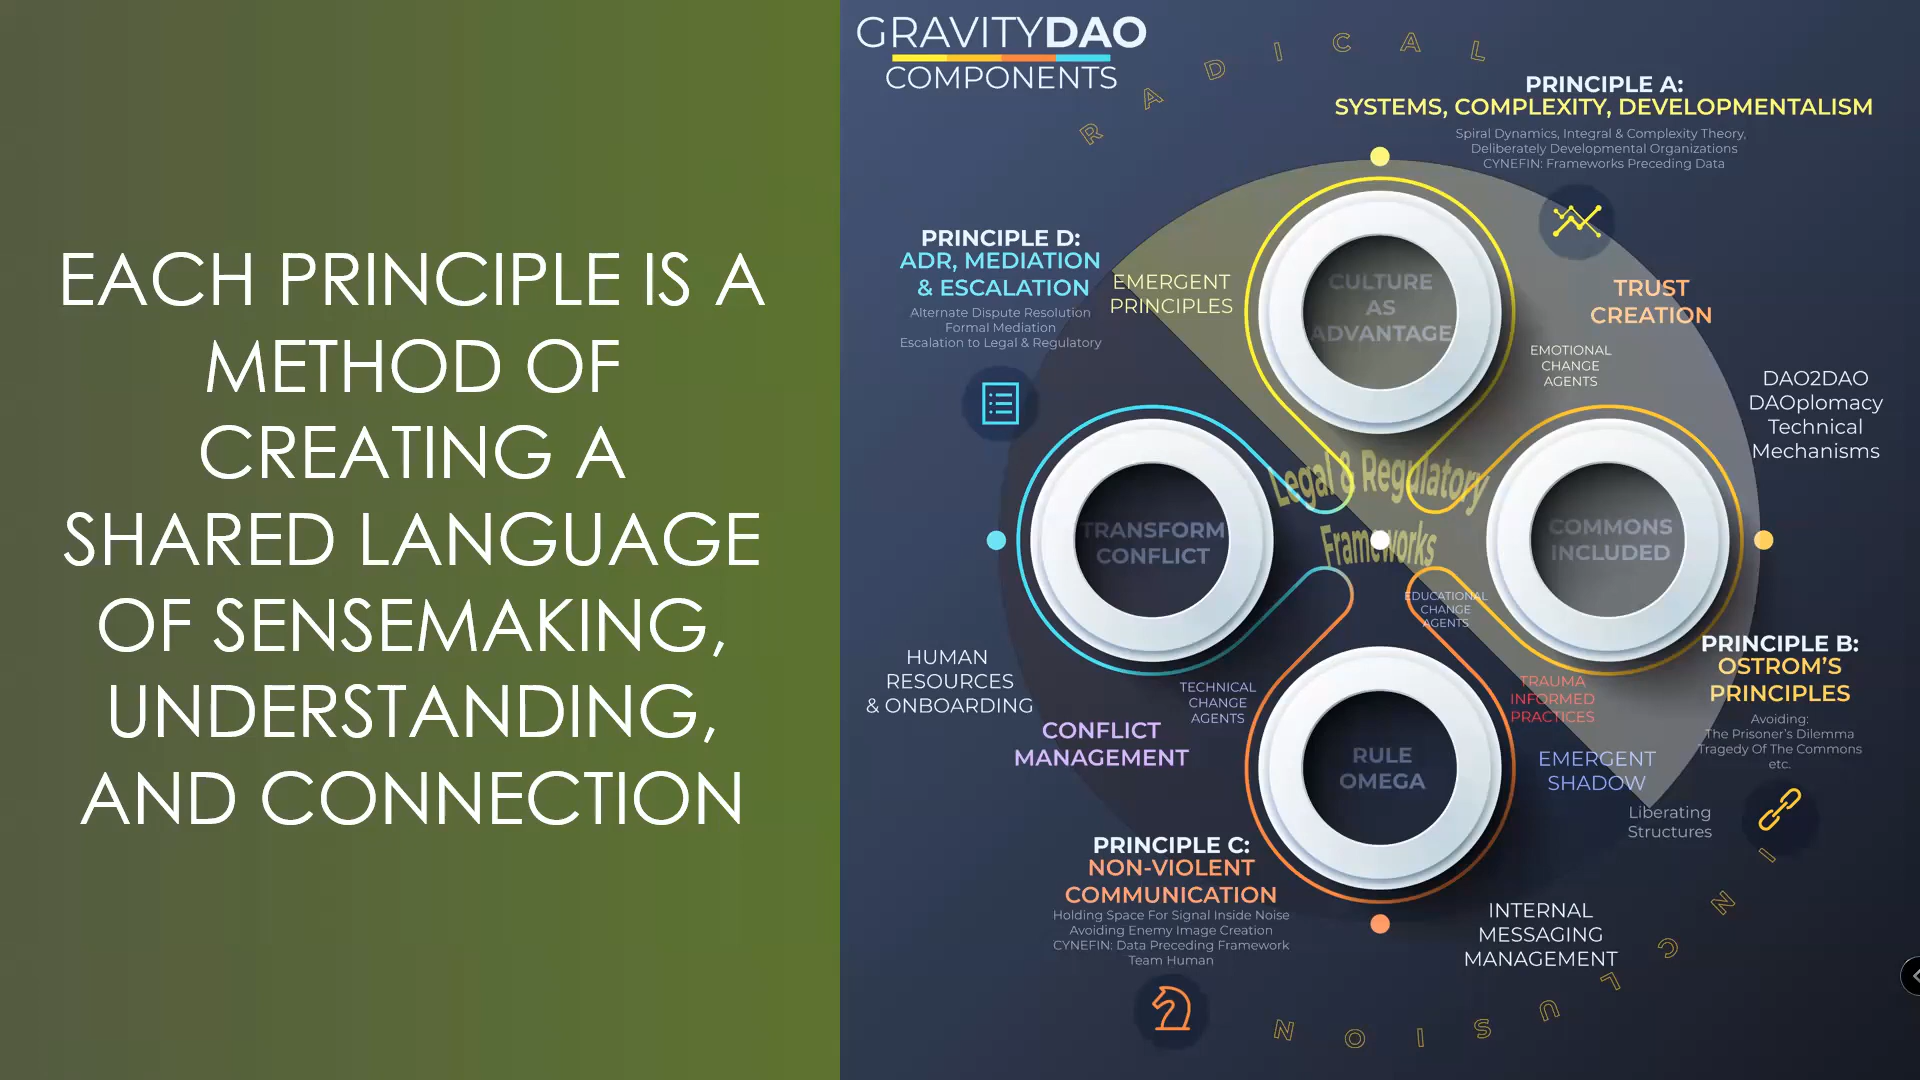 EACH PRINCIPLE IS A
METHOD OF
CREATING A
SHARED LANGUAGE
OF SENSEMAKING,
UNDERSTANDING,
AND CONNECTION
GRAVITYDAO
COMPONENTS
RADICAL
PRINCIPLE A:
SYSTEMS, COMPLEXITY, DEVELOPMENTALISM
Spiral Dynamics, Integral & Complexity Theory,
Deliberately Developmental Organizations
CYNEFIN: Frameworks Preceding Data
PRINCIPLE D:
ADR, MEDIATION
& ESCALATION
Alternate Dispute Resolution
Formal Mediation
Escalation to Legal & Regulatory
EMERGENT
PRINCIPLES
CULTURE
AS
ADVANTAGE
TRUST
CREATION
EMOTIONAL
CHANGE
AGENTS
DAO2DAO
DAOplomacy
Technical
Mechanisms
Legal & Regulatory
Frameworks
TRANSFORM
CONFLICT
COMMONS
INCLUDED
EDUCATIONAL
CHANGE
AGENTS
HUMAN
RESOURCES
& ONBOARDING
TECHNICAL
CHANGE
AGENTS
CONFLICT
MANAGEMENT
RULE
OMEGA
TRAUMA
INFORMED
PRACTICES
PRINCIPLE B:
OSTROM'S
PRINCIPLES
Avoiding:
The Prisoner's Dilemma
Tragedy Of The Commons
etc.
EMERGENT
SHADOW
Liberating
Structures
PRINCIPLE C:
NON-VIOLENT
COMMUNICATION
Holding Space For Signal Inside Noise
Avoiding Enemy Image Creation
CYNEFIN: Data Preceding Framework
Team Human
INTERNAL
MESSAGING
MANAGEMENT
INCLUSION